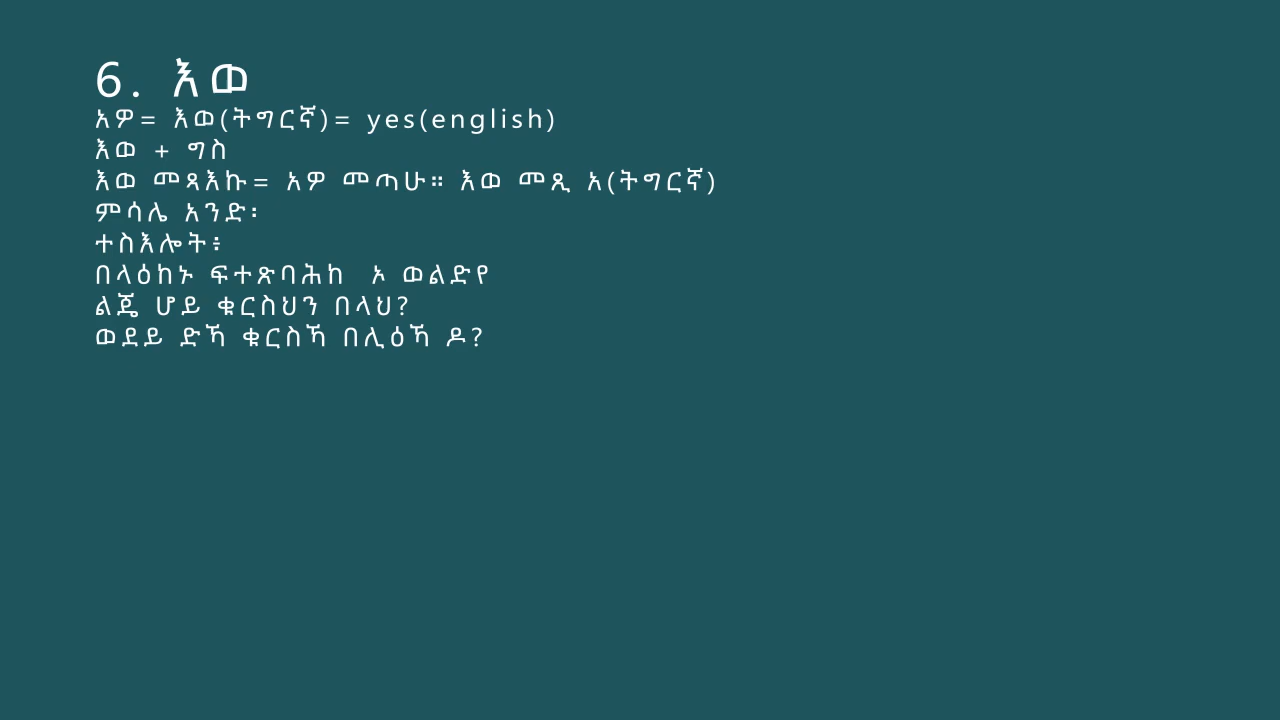 6. እወ
አዎ= እወ(ትግርኛ)= yes(english)
እወ + ግስ
እወ መጻእኩ= አዎ መጣሁ። እወ መጺ አ(ትግርኛ)
ምሳሌ አንድ፡
ተስእሎት፥
በላዕከኑ ፍተጽባሕከ ኦ ወልድየ
ልጄ ሆይ ቁርስህን በላህ?
ወደይ ድኻ ቁርስኻ በሊዕኻ ዶ?